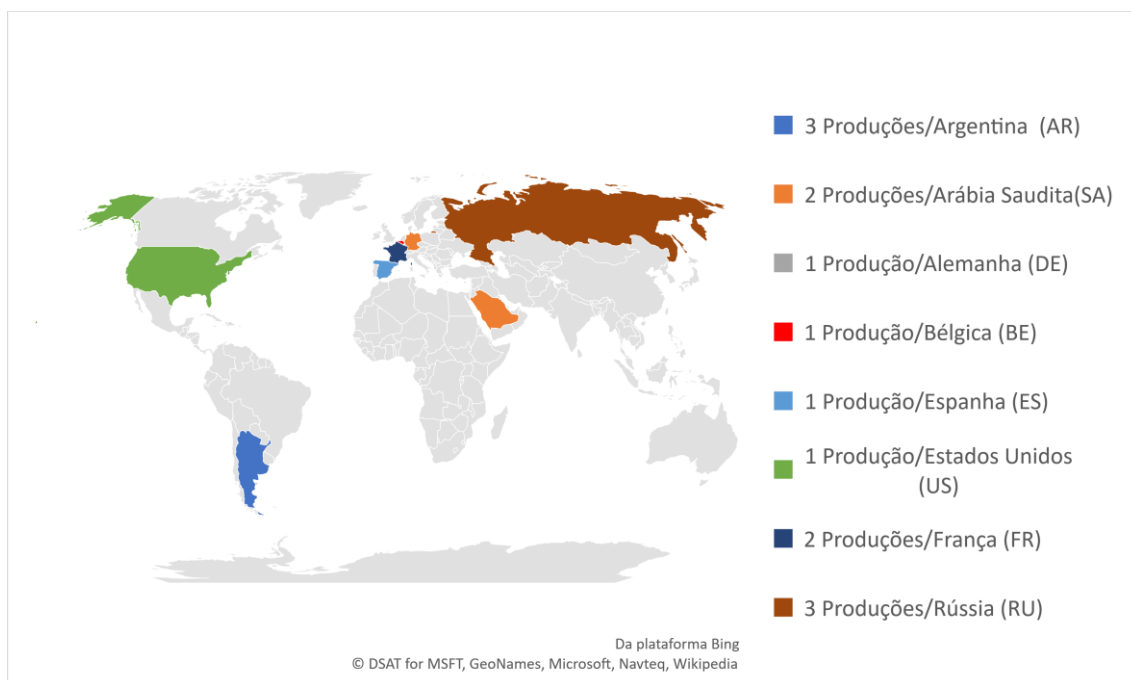 3 Produções/Argentina (AR)
2 Produções/Arábia Saudita(SA)
1 Produção/Alemanha (DE)
1 Produção/Bélgica (BE)
1 Produção/Espanha (ES)
1 Produção/Estados Unidos
(US)
2 Produções/França (FR)
3 Produções/Rússia (RU)
Da plataforma Bing
© DSAT for MSFT, GeoNames, Microsoft, Navteq, Wikipedia